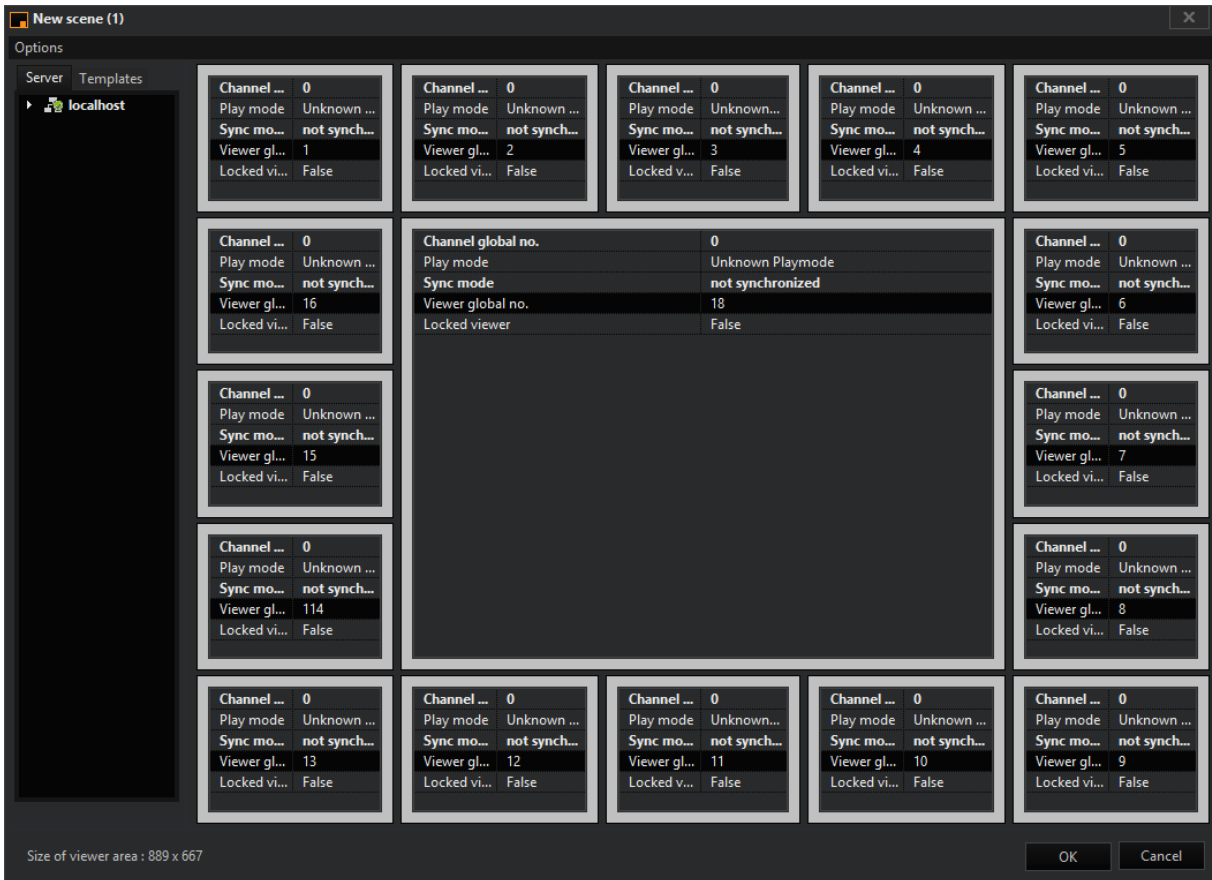 New scene (1)
Options
Server Templates
localhost
Channel ... 0
Play mode Unknown ...
Sync mo... not synch...
Viewer gl... 1
Locked vi... False
Channel ... 0
Play mode Unknown ...
Sync mo... not synch...
Viewer gl... 2
Locked vi... False
Channel ... 0
Play mode Unknown...
Sync mo... not synch...
Viewer gl... 3
Locked v... False
Channel ... 0
Play mode Unknown ...
Sync mo... not synch...
Viewer gl... 4
Locked vi... False
Channel ... 0
Play mode Unknown ...
Sync mo... not synch...
Viewer gl... 5
Locked vi... False
Channel ... 0
Play mode Unknown ...
Sync mo... not synch...
Viewer gl... 16
Locked vi... False
Channel global no. 0
Play mode Unknown Playmode
Sync mode not synchronized
Viewer global no. 18
Locked viewer False
Channel ... 0
Play mode Unknown ...
Sync mo... not synch...
Viewer gl... 6
Locked vi... False
Channel ... 0
Play mode Unknown ...
Sync mo... not synch...
Viewer gl... 15
Locked vi... False
Channel ... 0
Play mode Unknown ...
Sync mo... not synch...
Viewer gl... 7
Locked vi... False
Channel ... 0
Play mode Unknown ...
Sync mo... not synch...
Viewer gl... 114
Locked vi... False
Channel ... 0
Play mode Unknown ...
Sync mo... not synch...
Viewer gl... 8
Locked vi... False
Channel ... 0
Play mode Unknown ...
Sync mo... not synch...
Viewer gl... 13
Locked vi... False
Channel ... 0
Play mode Unknown ...
Sync mo... not synch...
Viewer gl... 12
Locked vi... False
Channel ... 0
Play mode Unknown...
Sync mo... not synch...
Viewer gl... 11
Locked v... False
Channel ... 0
Play mode Unknown ...
Sync mo... not synch...
Viewer gl... 10
Locked vi... False
Channel ... 0
Play mode Unknown ...
Sync mo... not synch...
Viewer gl... 9
Locked vi... False
Size of viewer area : 889 x 667
OK Cancel